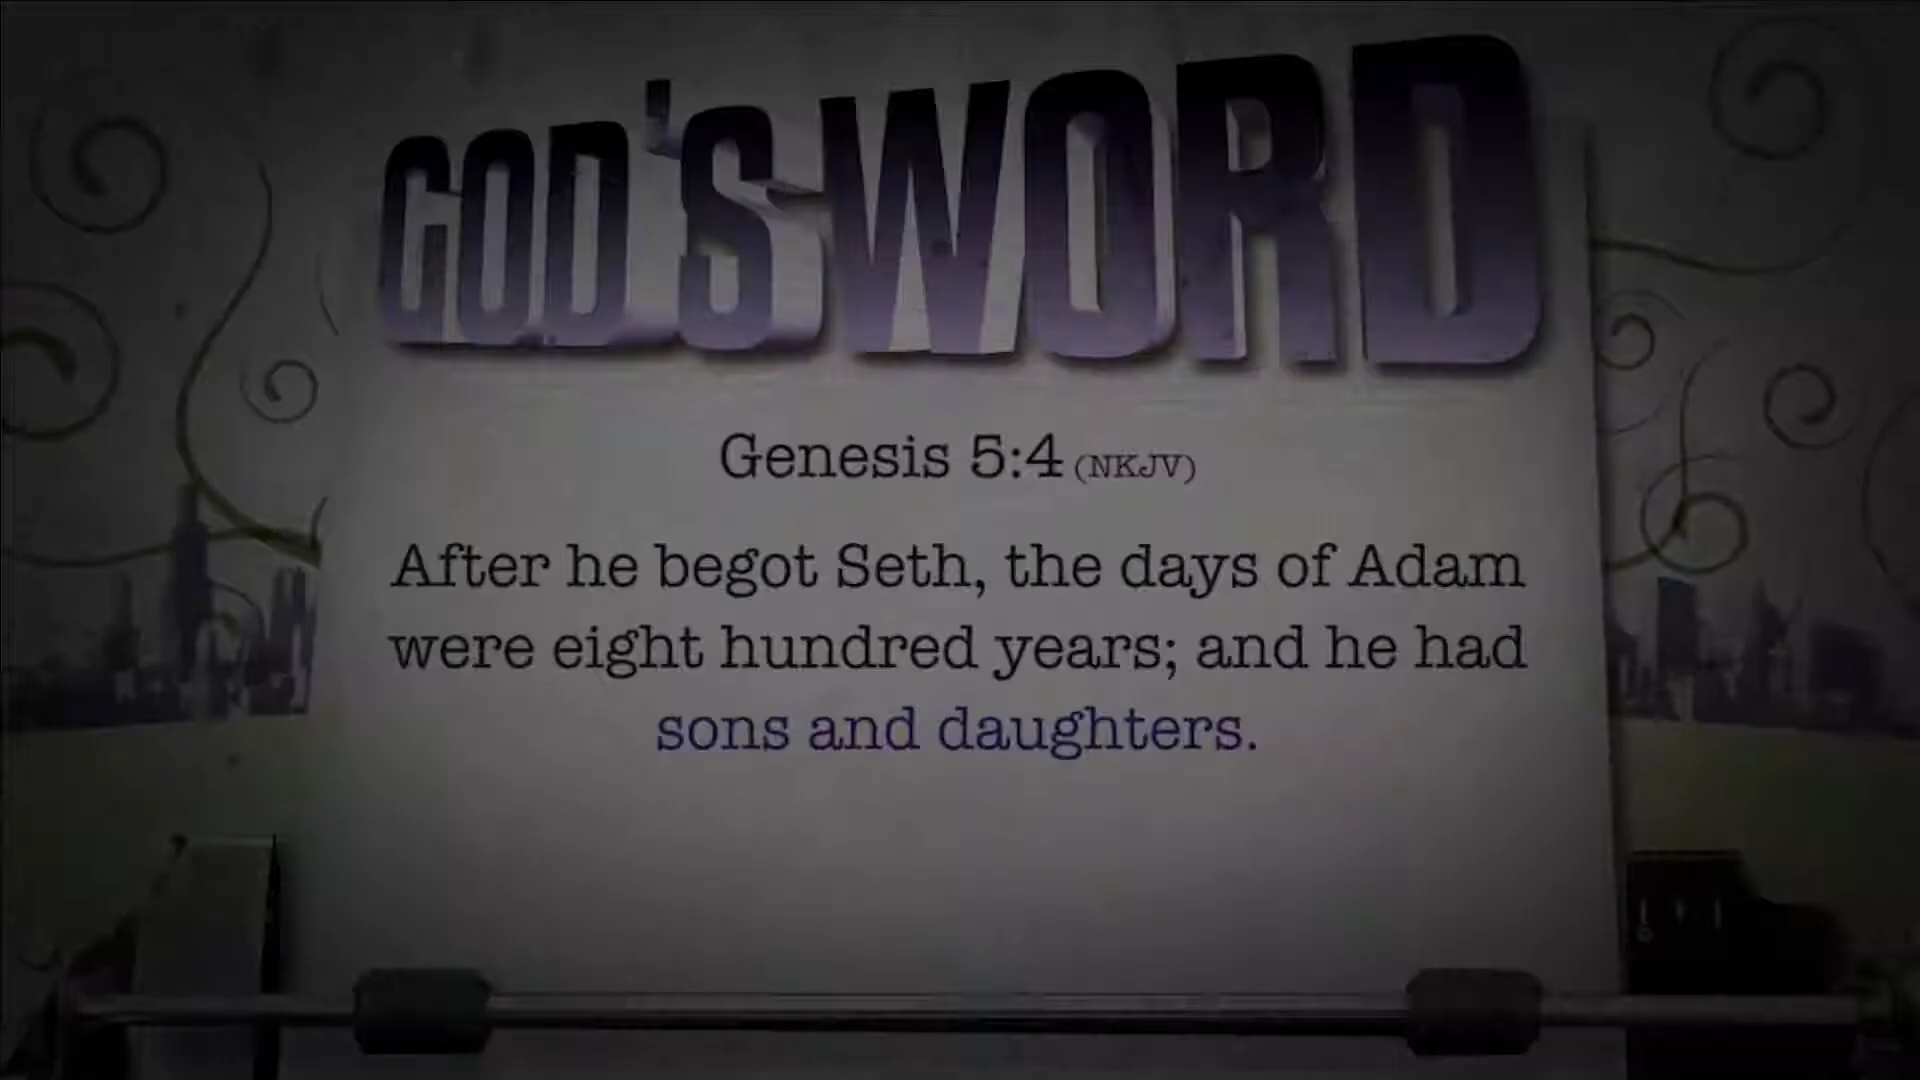 GOD'S WORD
Genesis 5:4 (NKJV)
After he begot Seth, the days of Adam
were eight hundred years; and he had
sons and daughters.